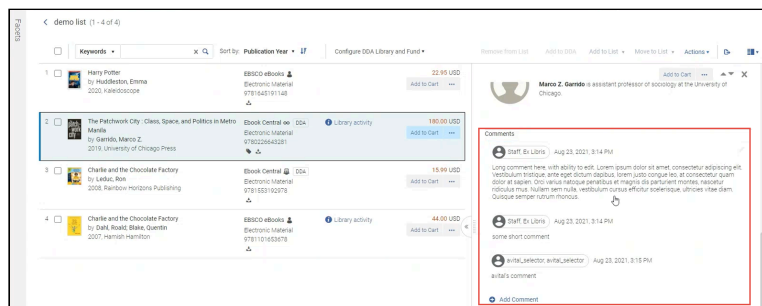 Facets
< demo list (1 - 4 of 4)
Keywords
Sort by: Publication Year
Configure DDA Library and Fund
Remove from List
Add to DDA
Add to List
Move to List
Actions
1
Harry Potter
by Huddleston, Emma
2020, Kaleidoscope
EBSCO eBooks
Electronic Material
9781645191148
22.95 USD
Add to Cart
2
The Patchwork City : Class, Space, and Politics in Metro
Manila
by Garrido, Marco Z.
2019, University of Chicago Press
Ebook Central DDA
Electronic Material
9780226643281
Library activity
180.00 USD
Add to Cart
3
Charlie and the Chocolate Factory
by Leduc, Ron
2008, Rainbow Horizons Publishing
Ebook Central DDA
Electronic Material
9781553192978
15.99 USD
Add to Cart
4
Charlie and the Chocolate Factory
by Dahl, Roald; Blake, Quentin
2007, Hamish Hamilton
EBSCO eBooks
Electronic Material
9781101653678
Library activity
44.00 USD
Add to Cart
Add to Cart
Marco Z. Garrido is assistant professor of sociology at the University of
Chicago.
Comments
Staff, Ex Libris Aug 23, 2021, 3:14 PM
Long comment here, with ability to edit. Lorem ipsum dolor sit amet, consectetur adipiscing elit.
Vestibulum tristique, ante eget dictum dapibus, lorem justo congue leo, at consectetur quam
dolor at sapien. Orci varius natoque penatibus et magnis dis parturient montes, nascetur
ridiculus mus. Nullam sem nulla, vestibulum cursus efficitur scelerisque, ultricies vitae diam.
Quisque semper rutrum rhoncus.
Staff, Ex Libris Aug 23, 2021, 3:14 PM
some short comment
avital_selector, avital_selector Aug 23, 2021, 3:15 PM
avital's comment
Add Comment